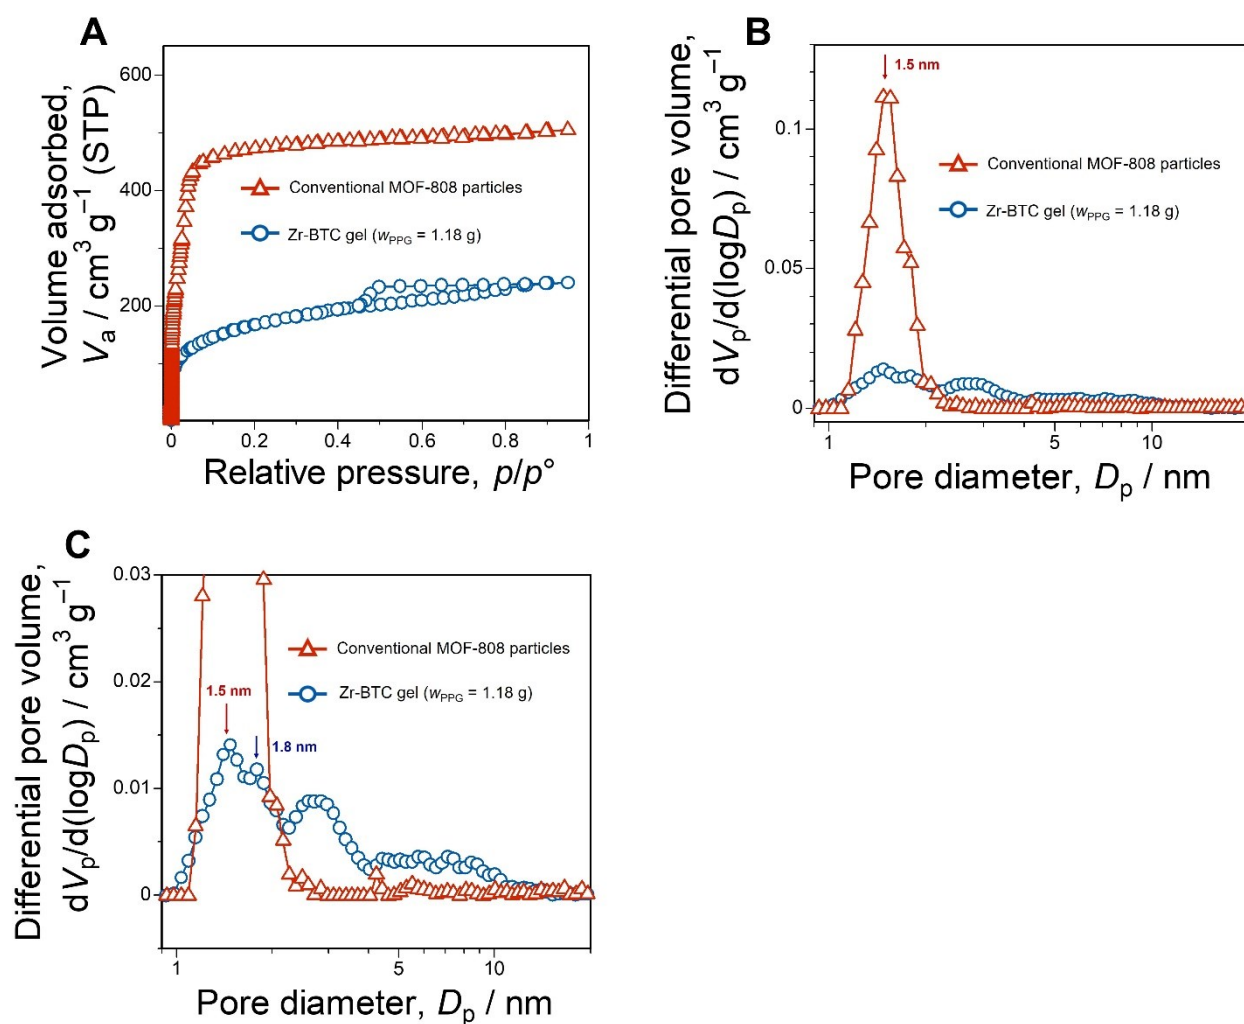 A
Volume adsorbed,
Va / cm3 g−1 (STP)
600
400
200
Conventional MOF-808 particles
Zr-BTC gel (wPPG = 1.18 g)
0
0.2
0.4
0.6
0.8
1
Relative pressure, p/p°
B
Differential pore volume,
dVp/d(logDp) / cm3 g−1
0.1
0.05
0
1.5 nm
Conventional MOF-808 particles
Zr-BTC gel (wPPG = 1.18 g)
1
5
10
Pore diameter, Dp / nm
C
Differential pore volume,
dVp/d(logDp) / cm3 g−1
0.03
0.02
0.01
0
Conventional MOF-808 particles
Zr-BTC gel (wPPG = 1.18 g)
1.5 nm
1.8 nm
1
5
10
Pore diameter, Dp / nm